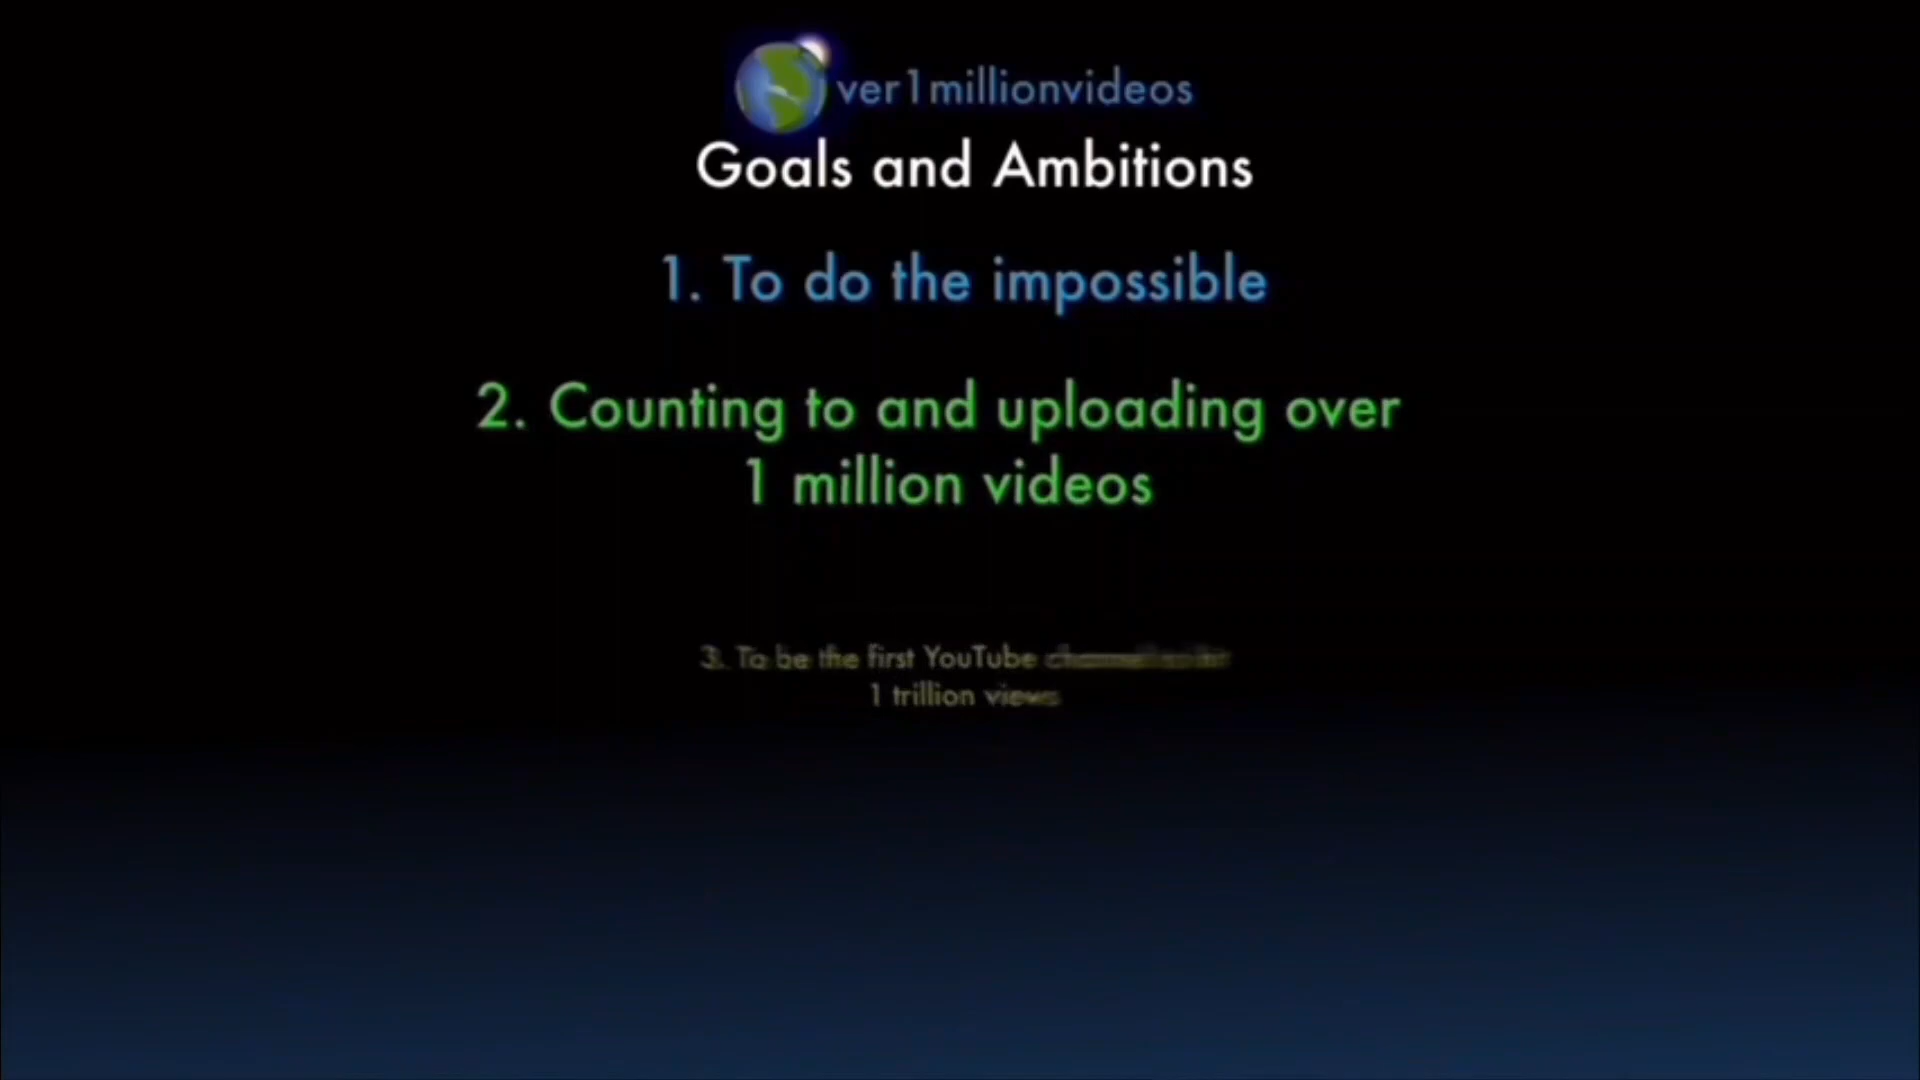 ver1millionvideos
Goals and Ambitions
1. To do the impossible
2. Counting to and uploading over
1 million videos
3. To be the first YouTube
1 trillion views